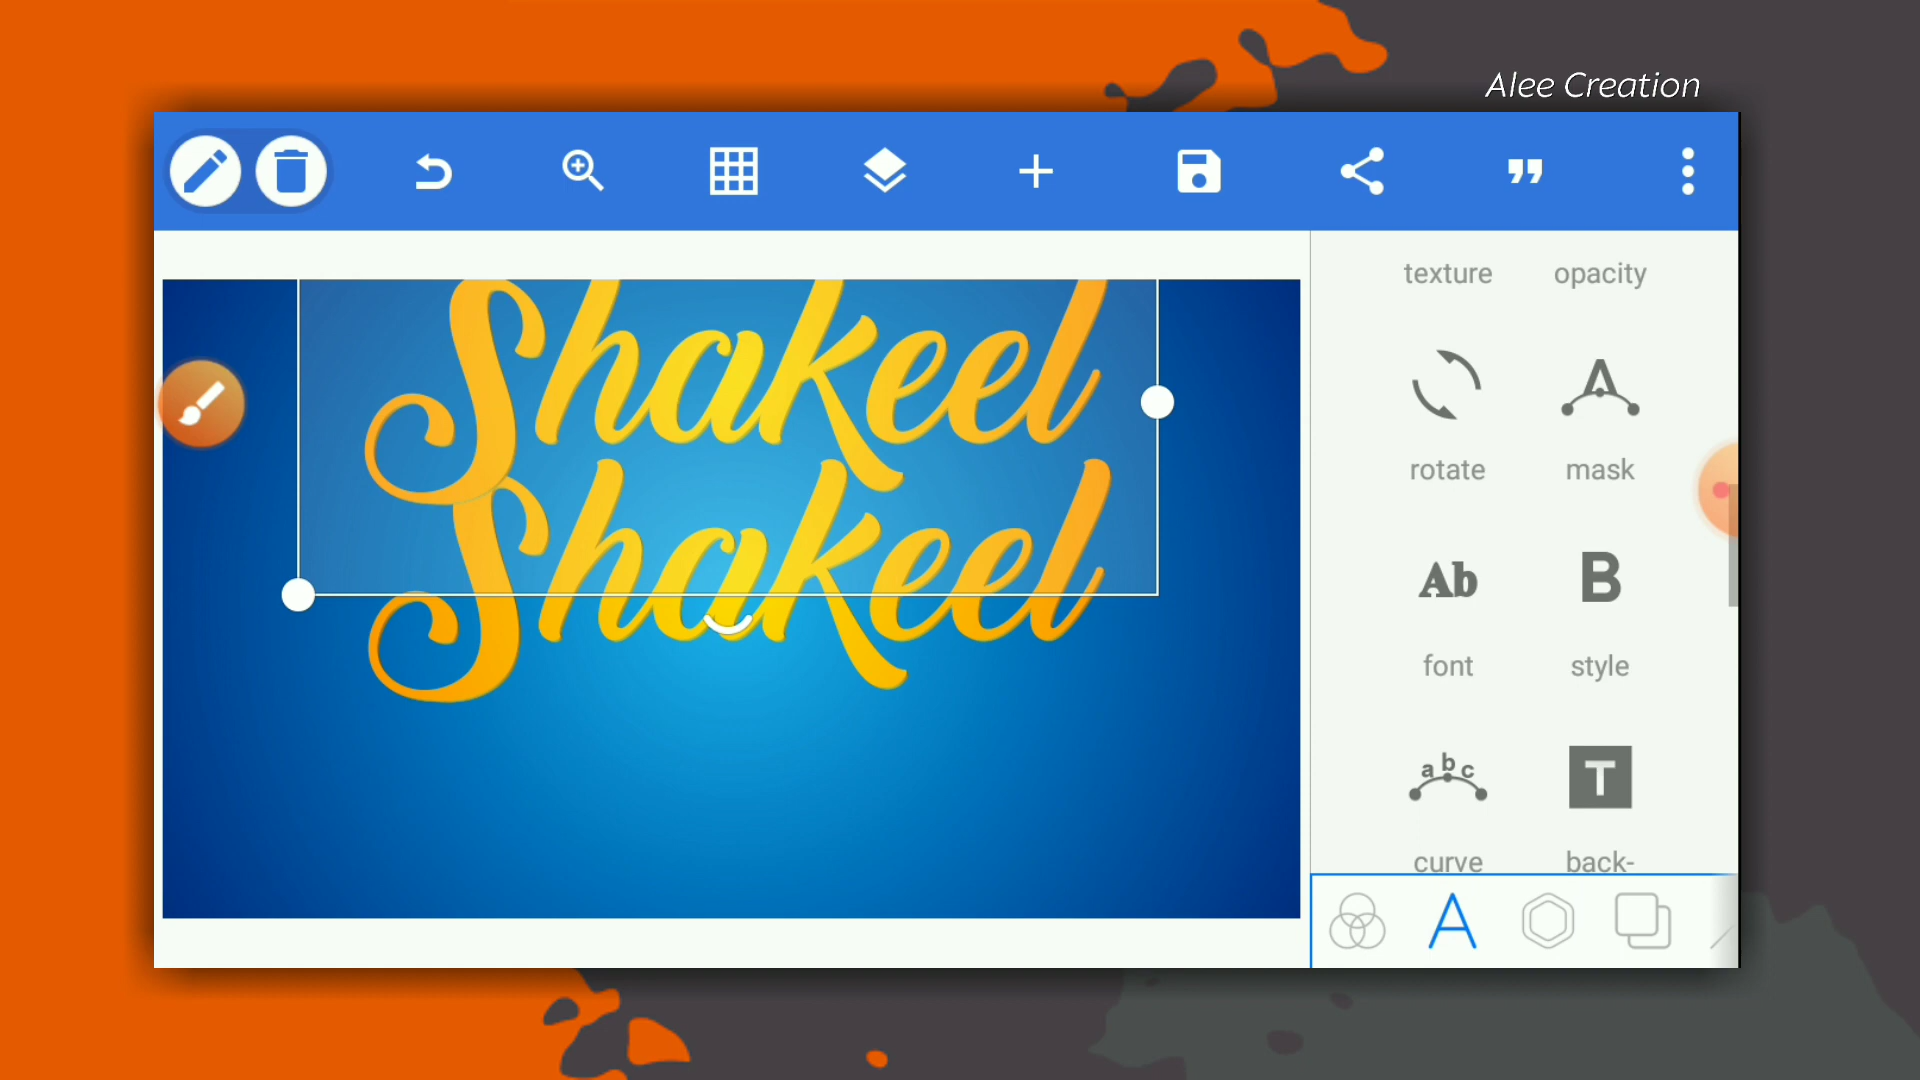 Alee Creation
texture opacity
Shakeel
rotate mask
Shakeel
Ab B
font style
abc T
curve back-
A